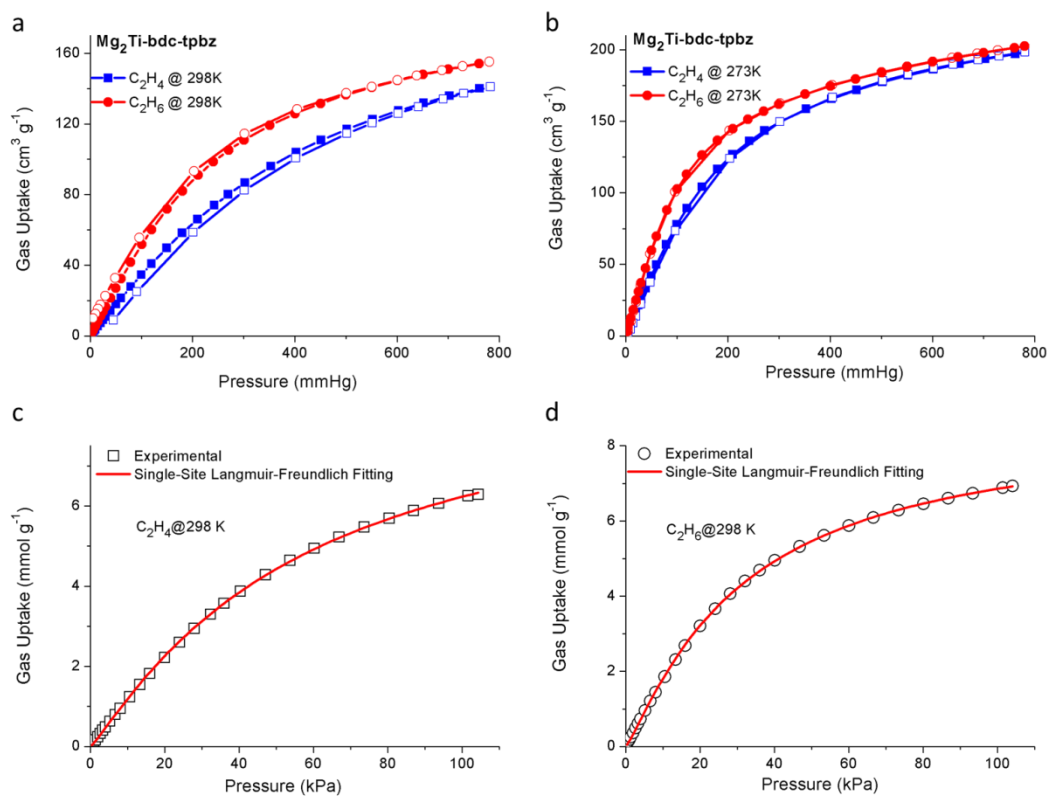 a
Mg₂Ti-bdc-tpbz
C₂H₄ @ 298K
C₂H₆ @ 298K
Gas Uptake (cm³ g⁻¹)
160
120
80
40
0
0 200 400 600 800
Pressure (mmHg)
b
Mg₂Ti-bdc-tpbz
C₂H₄ @ 273K
C₂H₆ @ 273K
Gas Uptake (cm³ g⁻¹)
200
150
100
50
0
0 200 400 600 800
Pressure (mmHg)
c
Experimental
Single-Site Langmuir-Freundlich Fitting
C₂H₄@298 K
Gas Uptake (mmol g⁻¹)
6
4
2
0
0 20 40 60 80 100
Pressure (kPa)
d
Experimental
Single-Site Langmuir-Freundlich Fitting
C₂H₆@298 K
Gas Uptake (mmol g⁻¹)
8
6
4
2
0
0 20 40 60 80 100
Pressure (kPa)